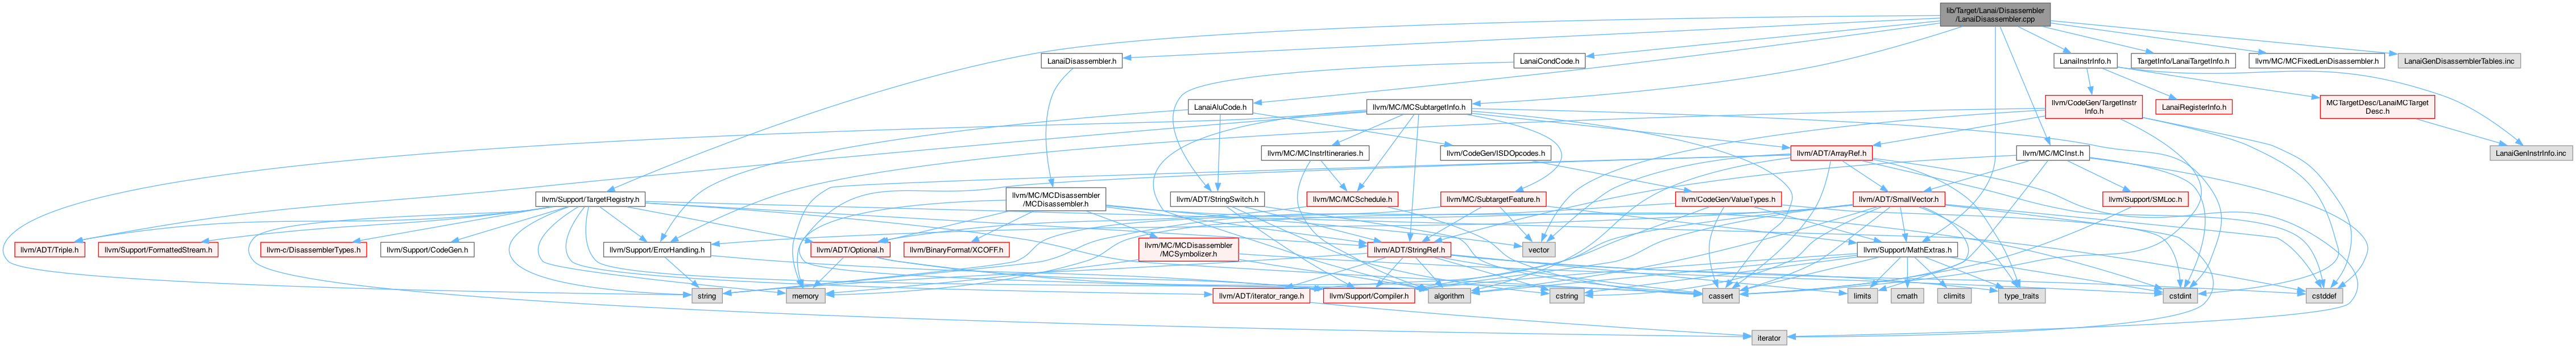 lib/Target/Lanai/Disassembler
/LanaiDisassembler.cpp
LanaiDisassembler.h
LanaiCondCode.h
LanaiInstrInfo.h
TargetInfo/LanaiTargetInfo.h
llvm/MC/MCFixedLenDisassembler.h
LanaiGenDisassemblerTables.inc
LanaiAluCode.h
llvm/MC/MCSubtargetInfo.h
llvm/CodeGen/TargetInstr
Info.h
LanaiRegisterInfo.h
MCTargetDesc/LanaiMCTarget
Desc.h
llvm/MC/MCInstrItineraries.h
llvm/CodeGen/ISDOpcodes.h
llvm/ADT/ArrayRef.h
llvm/MC/MCInst.h
LanaiGenInstrInfo.inc
llvm/Support/TargetRegistry.h
llvm/MC/MCDisassembler
/MCDisassembler.h
llvm/ADT/StringSwitch.h
llvm/MC/MCSchedule.h
llvm/MC/SubtargetFeature.h
llvm/CodeGen/ValueTypes.h
llvm/ADT/SmallVector.h
llvm/Support/SMLoc.h
llvm/ADT/Triple.h
llvm/Support/FormattedStream.h
llvm-c/DisassemblerTypes.h
llvm/Support/CodeGen.h
llvm/Support/ErrorHandling.h
llvm/ADT/Optional.h
llvm/BinaryFormat/XCOFF.h
llvm/MC/MCDisassembler
/MCSymbolizer.h
llvm/ADT/StringRef.h
vector
llvm/Support/MathExtras.h
string
memory
llvm/ADT/iterator_range.h
llvm/Support/Compiler.h
algorithm
cstring
cassert
limits
cmath
climits
type_traits
cstdint
cstddef
iterator